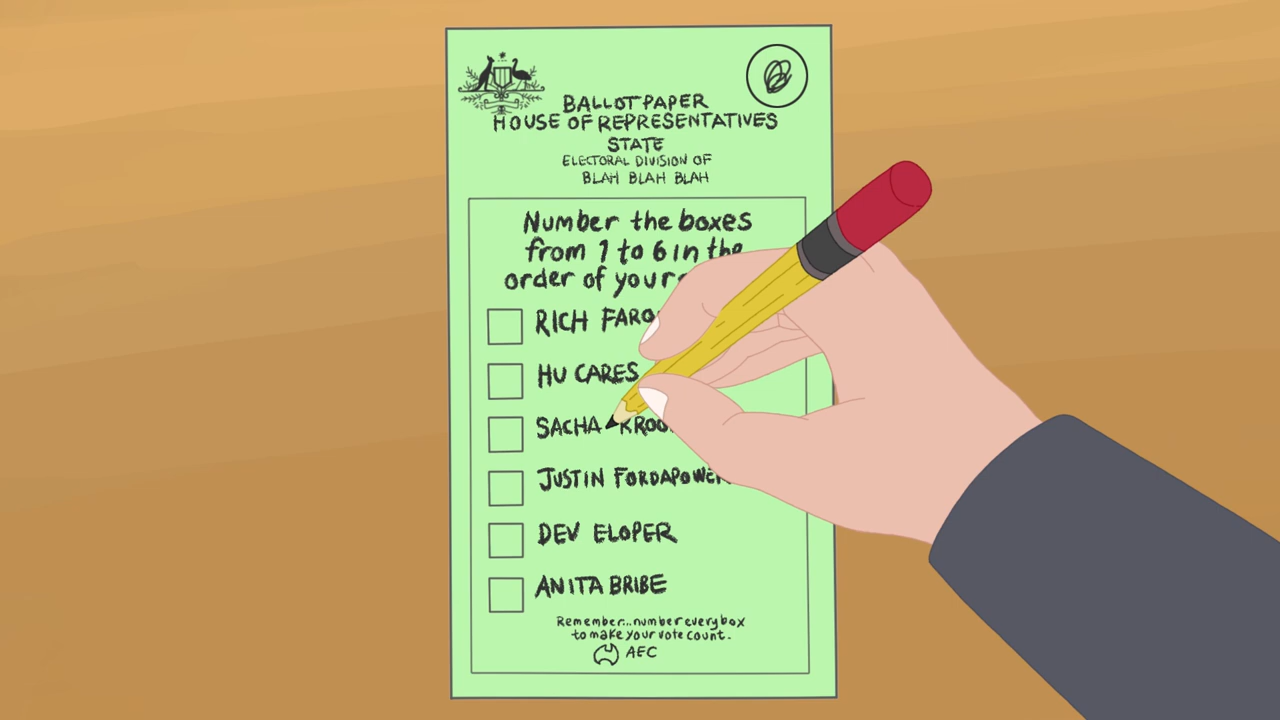 BALLOT PAPER
HOUSE OF REPRESENTATIVES
STATE
ELECTORAL DIVISION OF
BLAH BLAH BLAH
Number the boxes
from 1 to 6 in the
order of your
RICH
HU CARES
SACHA
JUSTIN
DEV ELOPER
ANITA BRIBE
Remember...number every box
to make your vote count.
AEC